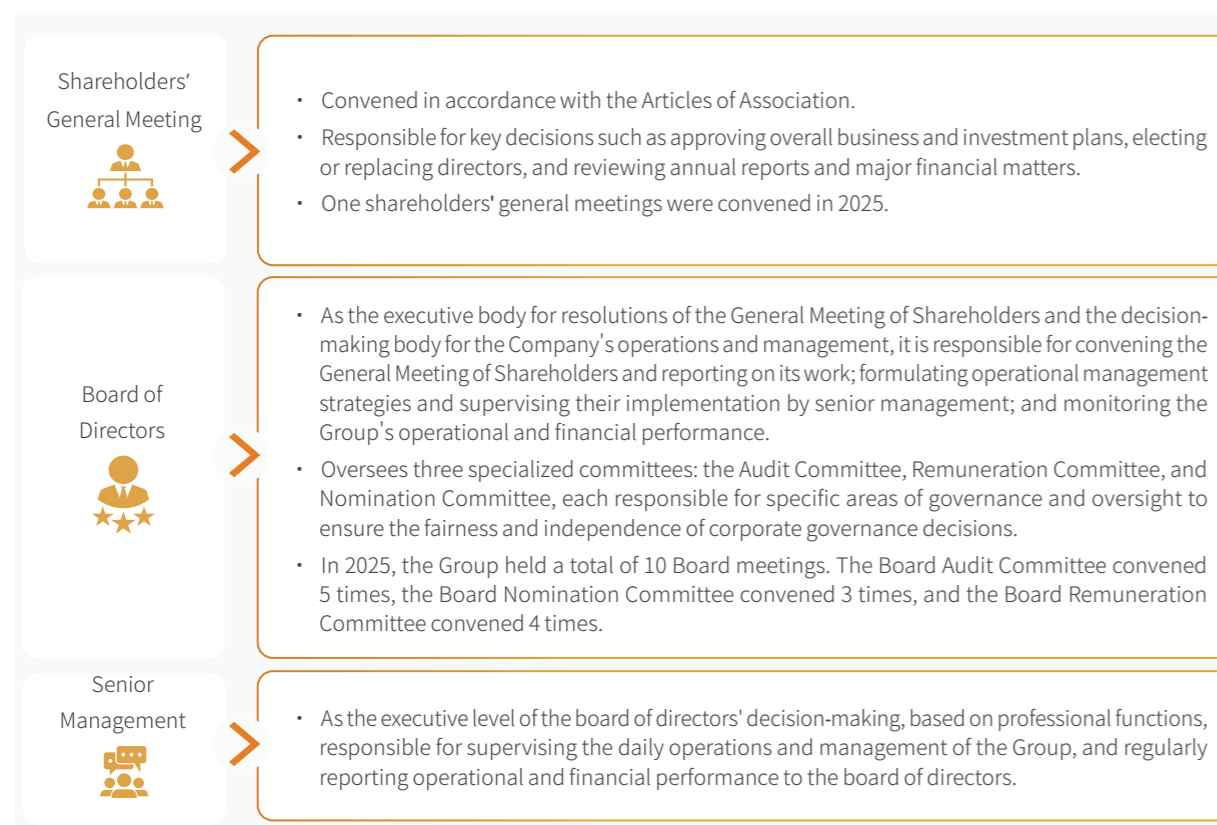 Shareholders'
General Meeting
• Convened in accordance with the Articles of Association.
• Responsible for key decisions such as approving overall business and investment plans, electing
or replacing directors, and reviewing annual reports and major financial matters.
• One shareholders' general meetings were convened in 2025.
Board of
Directors
• As the executive body for resolutions of the General Meeting of Shareholders and the decision-
making body for the Company's operations and management, it is responsible for convening the
General Meeting of Shareholders and reporting on its work; formulating operational management
strategies and supervising their implementation by senior management; and monitoring the
Group's operational and financial performance.
• Oversees three specialized committees: the Audit Committee, Remuneration Committee, and
Nomination Committee, each responsible for specific areas of governance and oversight to
ensure the fairness and independence of corporate governance decisions.
• In 2025, the Group held a total of 10 Board meetings. The Board Audit Committee convened
5 times, the Board Nomination Committee convened 3 times, and the Board Remuneration
Committee convened 4 times.
Senior
Management
• As the executive level of the board of directors' decision-making, based on professional functions,
responsible for supervising the daily operations and management of the Group, and regularly
reporting operational and financial performance to the board of directors.